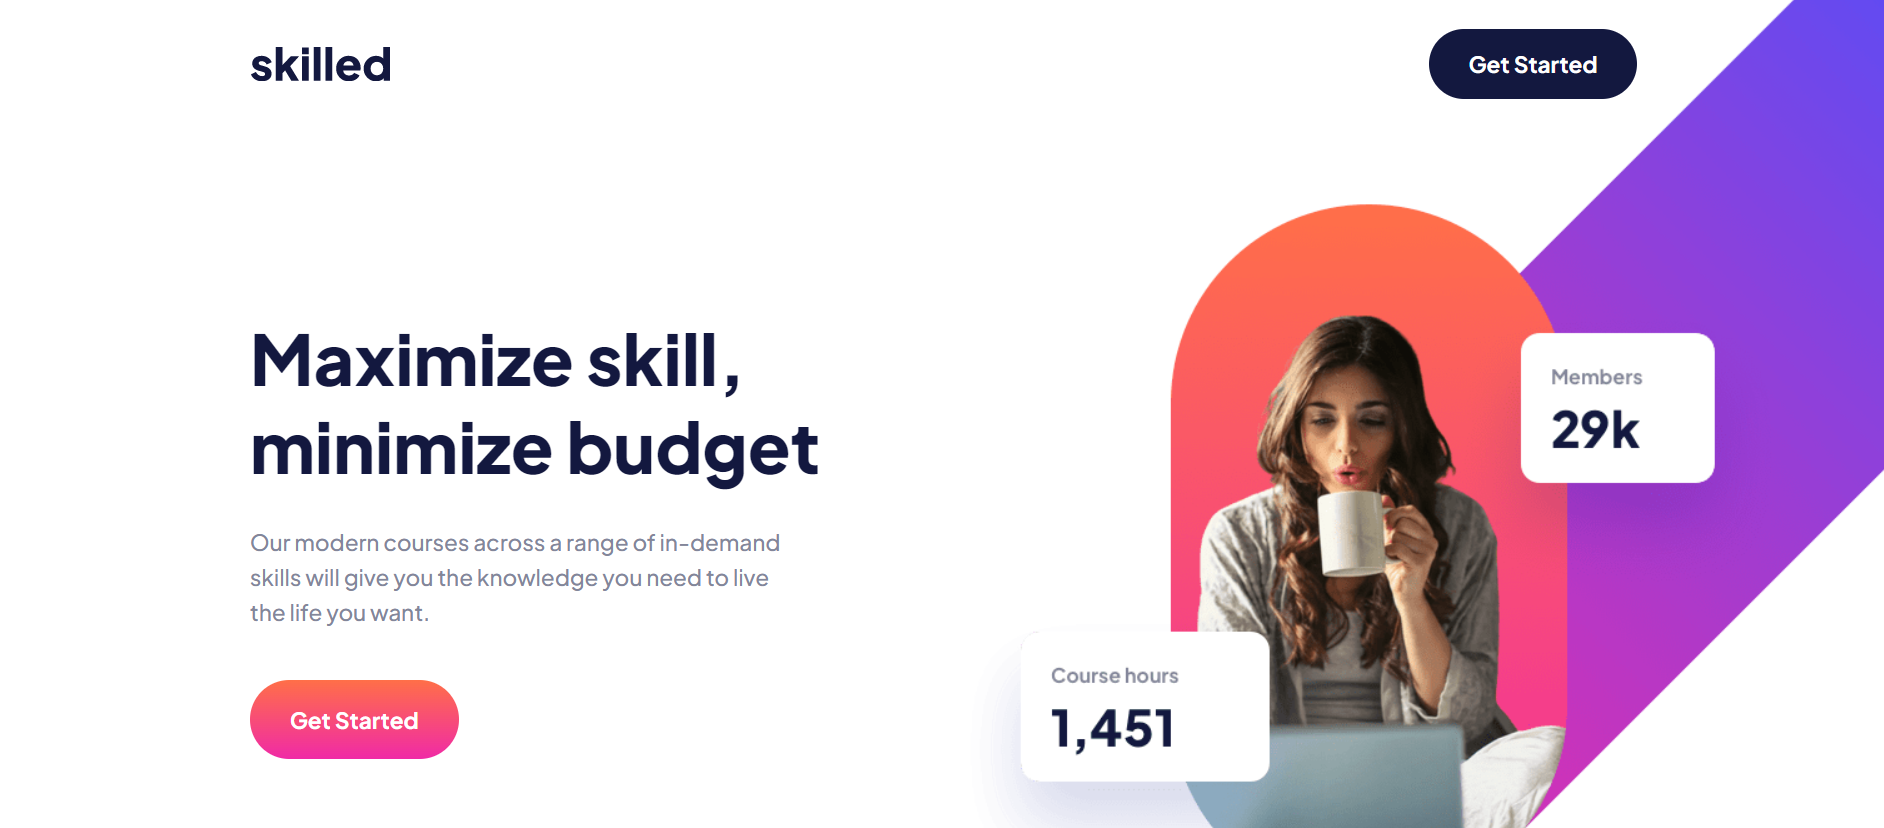 skilled
Get Started
Maximize skill,
minimize budget
Our modern courses across a range of in-demand
skills will give you the knowledge you need to live
the life you want.
Get Started
Members
29k
Course hours
1,451